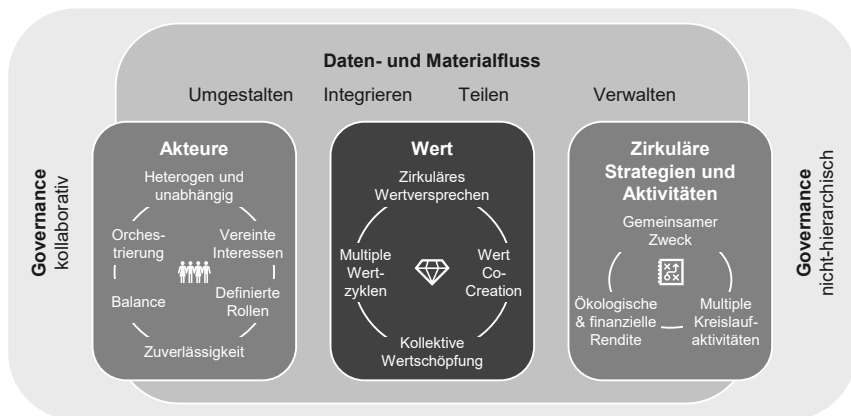 Daten- und Materialfluss
Umgestalten Integrieren Teilen Verwalten
Governance
kollaborativ
Akteure
Heterogen und
unabhängig
Orches-
trierung
Vereinte
Interessen
Balance
Definierte
Rollen
Zuverlässigkeit
Wert
Zirkuläres
Wertversprechen
Multiple
Wert-
zyklen
Wert
Co-
Creation
Kollektive
Wertschöpfung
Zirkuläre
Strategien und
Aktivitäten
Gemeinsamer
Zweck
Ökologische
& finanzielle
Rendite
Multiple
Kreislauf-
aktivitäten
Governance
nicht-hierarchisch